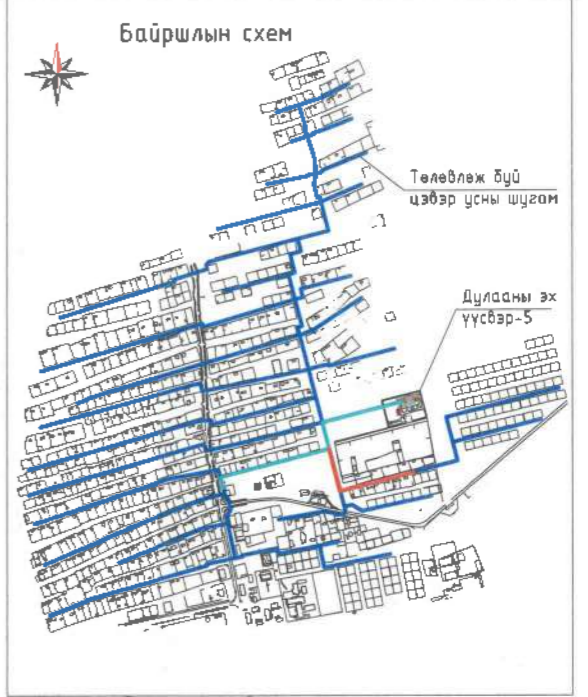 Байршлын схем
Төлөвлөж буй
цэвэр усны шугам
Дулааны эх
үүсвэр-5